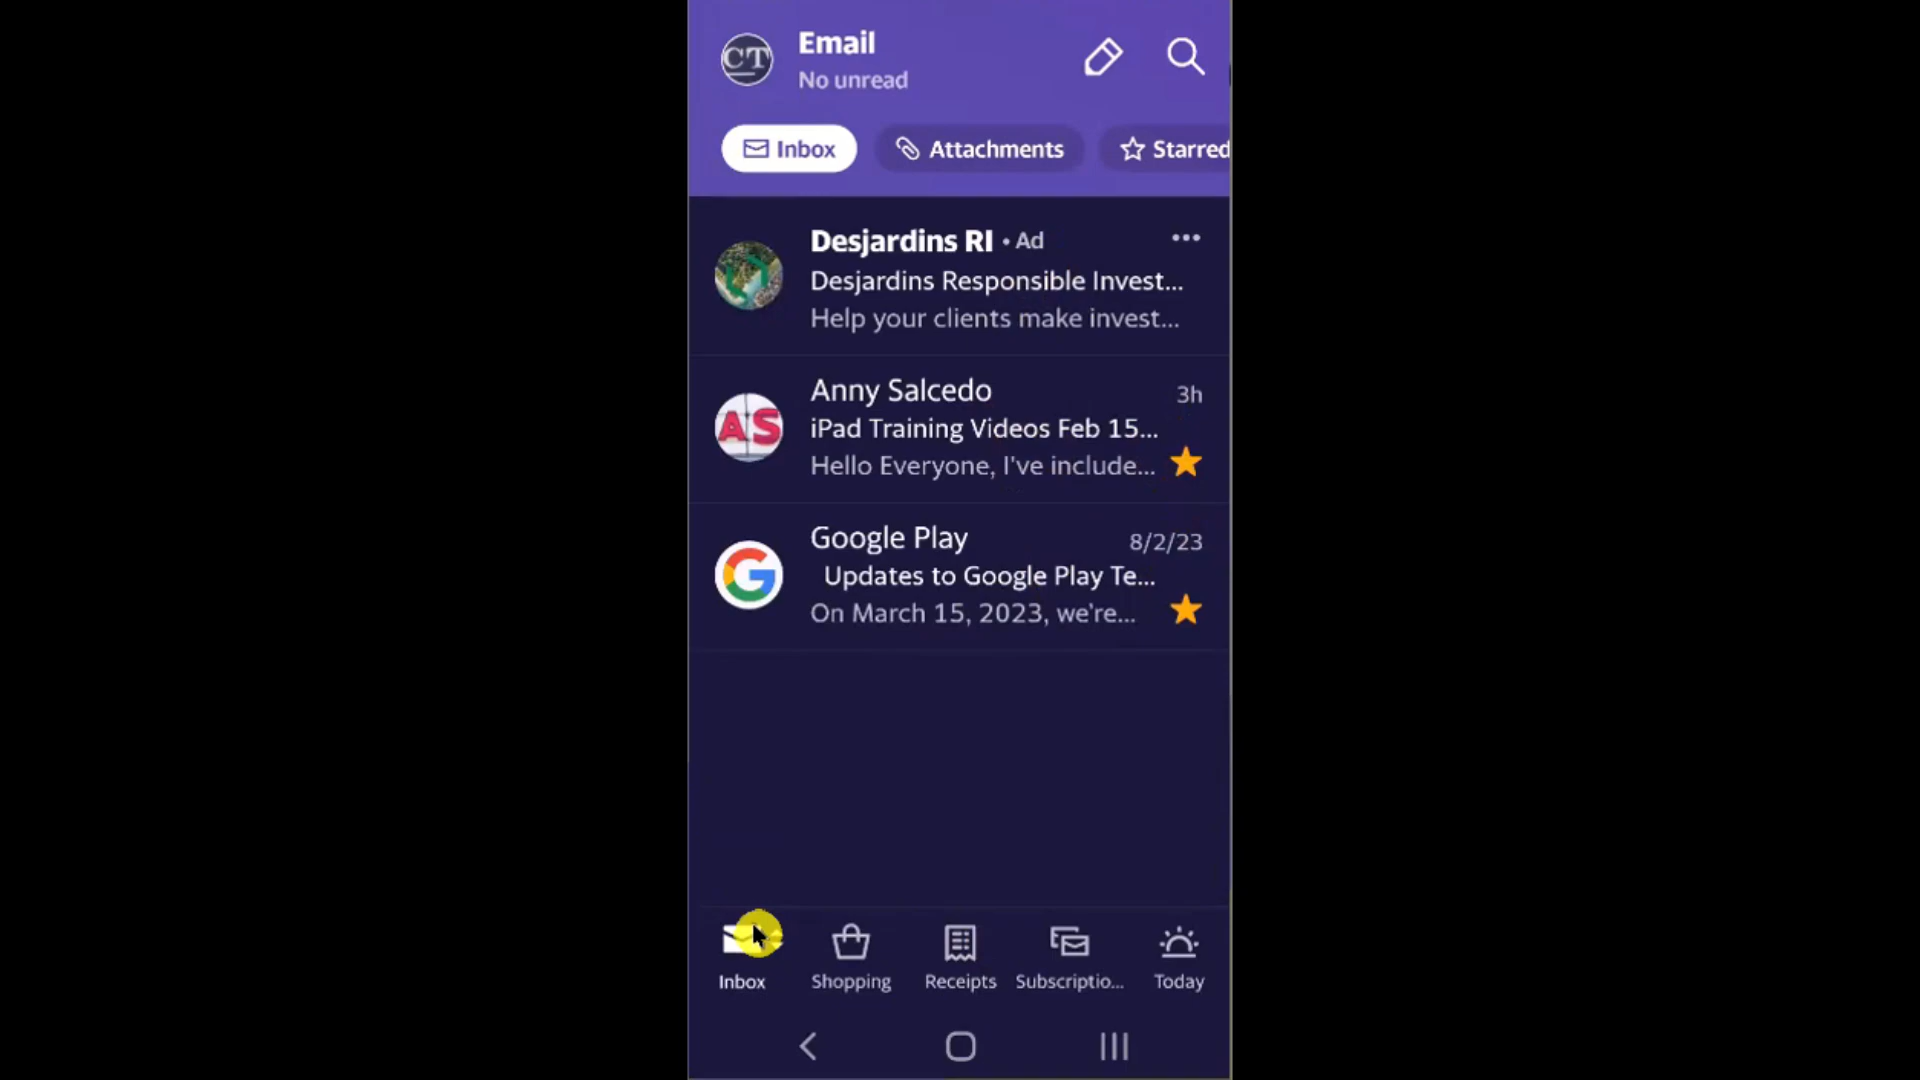 CT
Email
No unread
Inbox
Attachments
Starred
Desjardins RI • Ad
Desjardins Responsible Invest...
Help your clients make invest...
AS
Anny Salcedo
3h
iPad Training Videos Feb 15...
Hello Everyone, I've include...
Google Play
8/2/23
Updates to Google Play Te...
On March 15, 2023, we're...
Inbox
Shopping
Receipts
Subscriptio...
Today